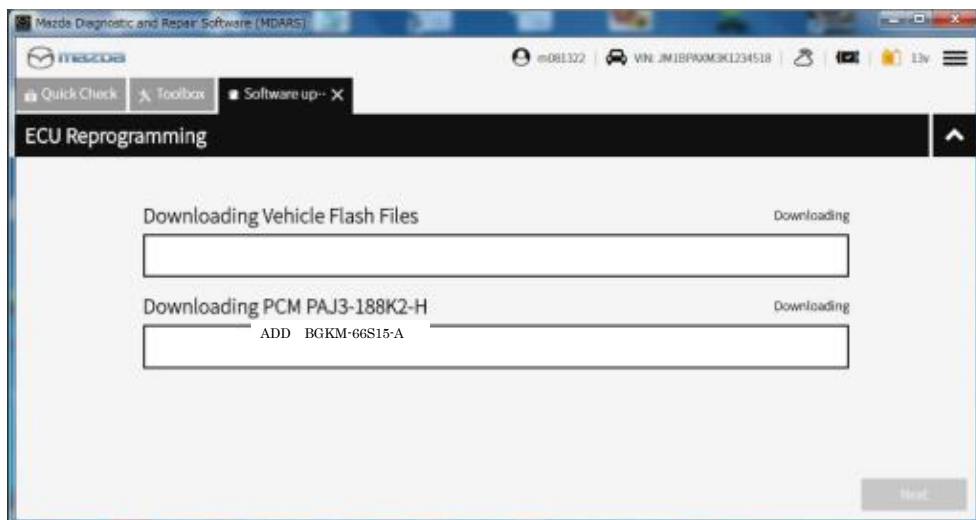 Mazda Diagnostic and Repair Software (MDARS)
mazda
m081322 VIN: JM1BPAXM3K1234518 13v
Quick Check Toolbox Software up·· X
ECU Reprogramming
Downloading Vehicle Flash Files Downloading
Downloading PCM PAJ3-188K2-H Downloading
ADD BGKM-66S15-A
Next